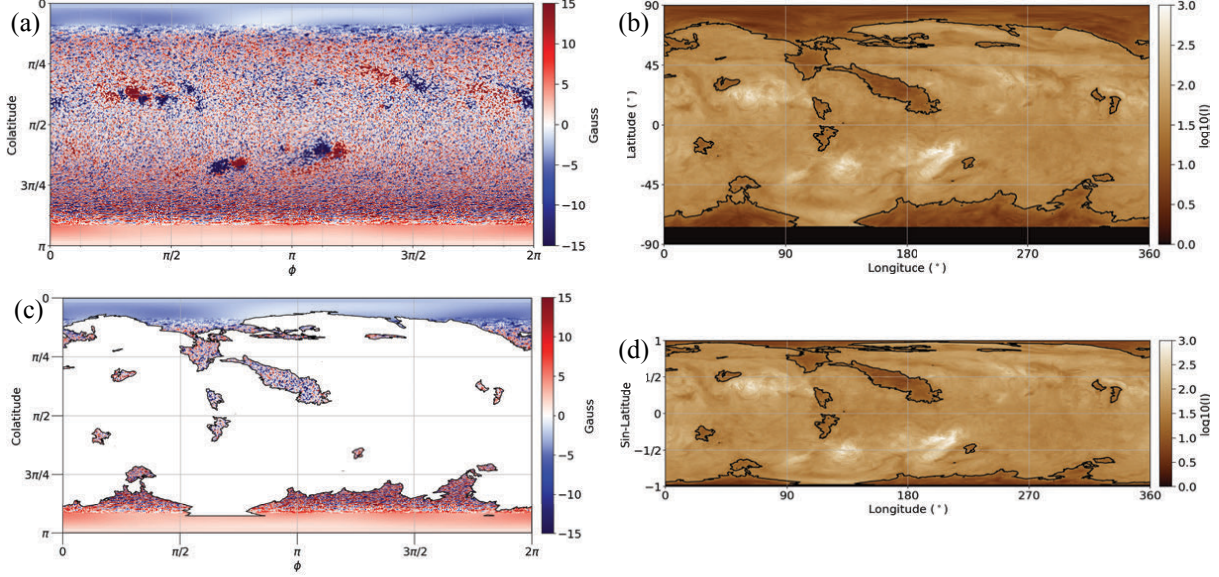 (a)
0
π/4
π/2
3π/4
π
Colatitude
0
π/2
π
3π/2
2π
ϕ
15
10
5
0
−5
−10
−15
Gauss
(b)
90
45
0
-45
-90
Latitude (°)
0
90
180
270
360
Longituce (°)
3.0
2.5
2.0
1.5
1.0
0.5
0.0
log10(I)
(c)
0
π/4
π/2
3π/4
π
Colatitude
0
π/2
π
3π/2
2π
ϕ
15
10
5
0
−5
−10
−15
Gauss
(d)
1
1/2
0
−1/2
−1
Sin-Latitude
0
90
180
270
360
Longitude (°)
3.0
2.5
2.0
1.5
1.0
0.5
0.0
log10(I)